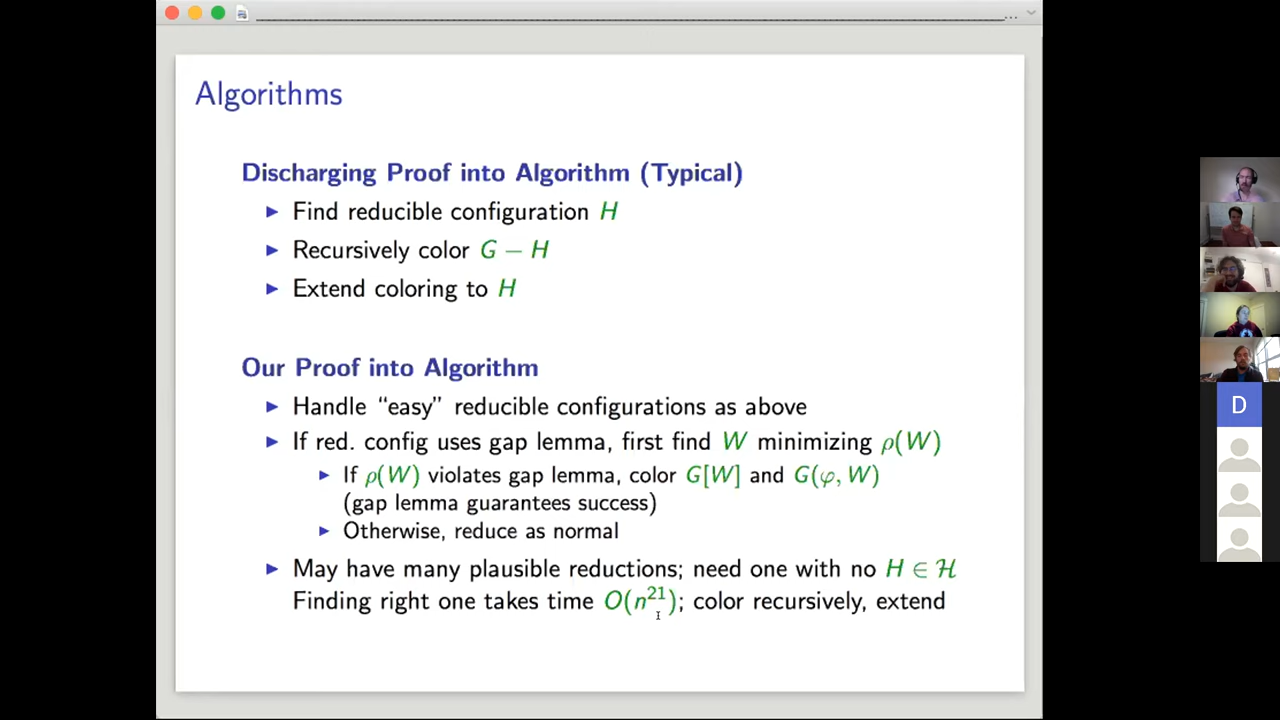 Algorithms
Discharging Proof into Algorithm (Typical)
▶ Find reducible configuration H
▶ Recursively color G − H
▶ Extend coloring to H
Our Proof into Algorithm
▶ Handle “easy” reducible configurations as above
▶ If red. config uses gap lemma, first find W minimizing ρ(W)
▶ If ρ(W) violates gap lemma, color G[W] and G(φ, W)
(gap lemma guarantees success)
▶ Otherwise, reduce as normal
▶ May have many plausible reductions; need one with no H ∈ ℋ
Finding right one takes time O(n²¹); color recursively, extend
D